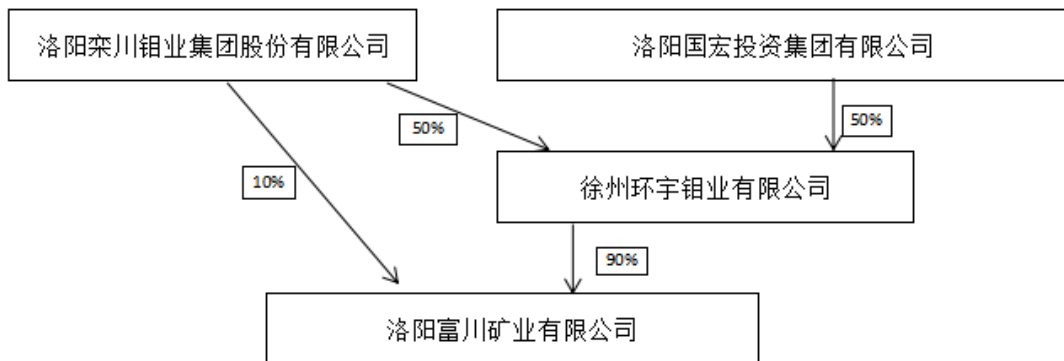 洛阳栾川钼业集团股份有限公司
洛阳国宏投资集团有限公司
50%
50%
徐州环宇钼业有限公司
10%
90%
洛阳富川矿业有限公司